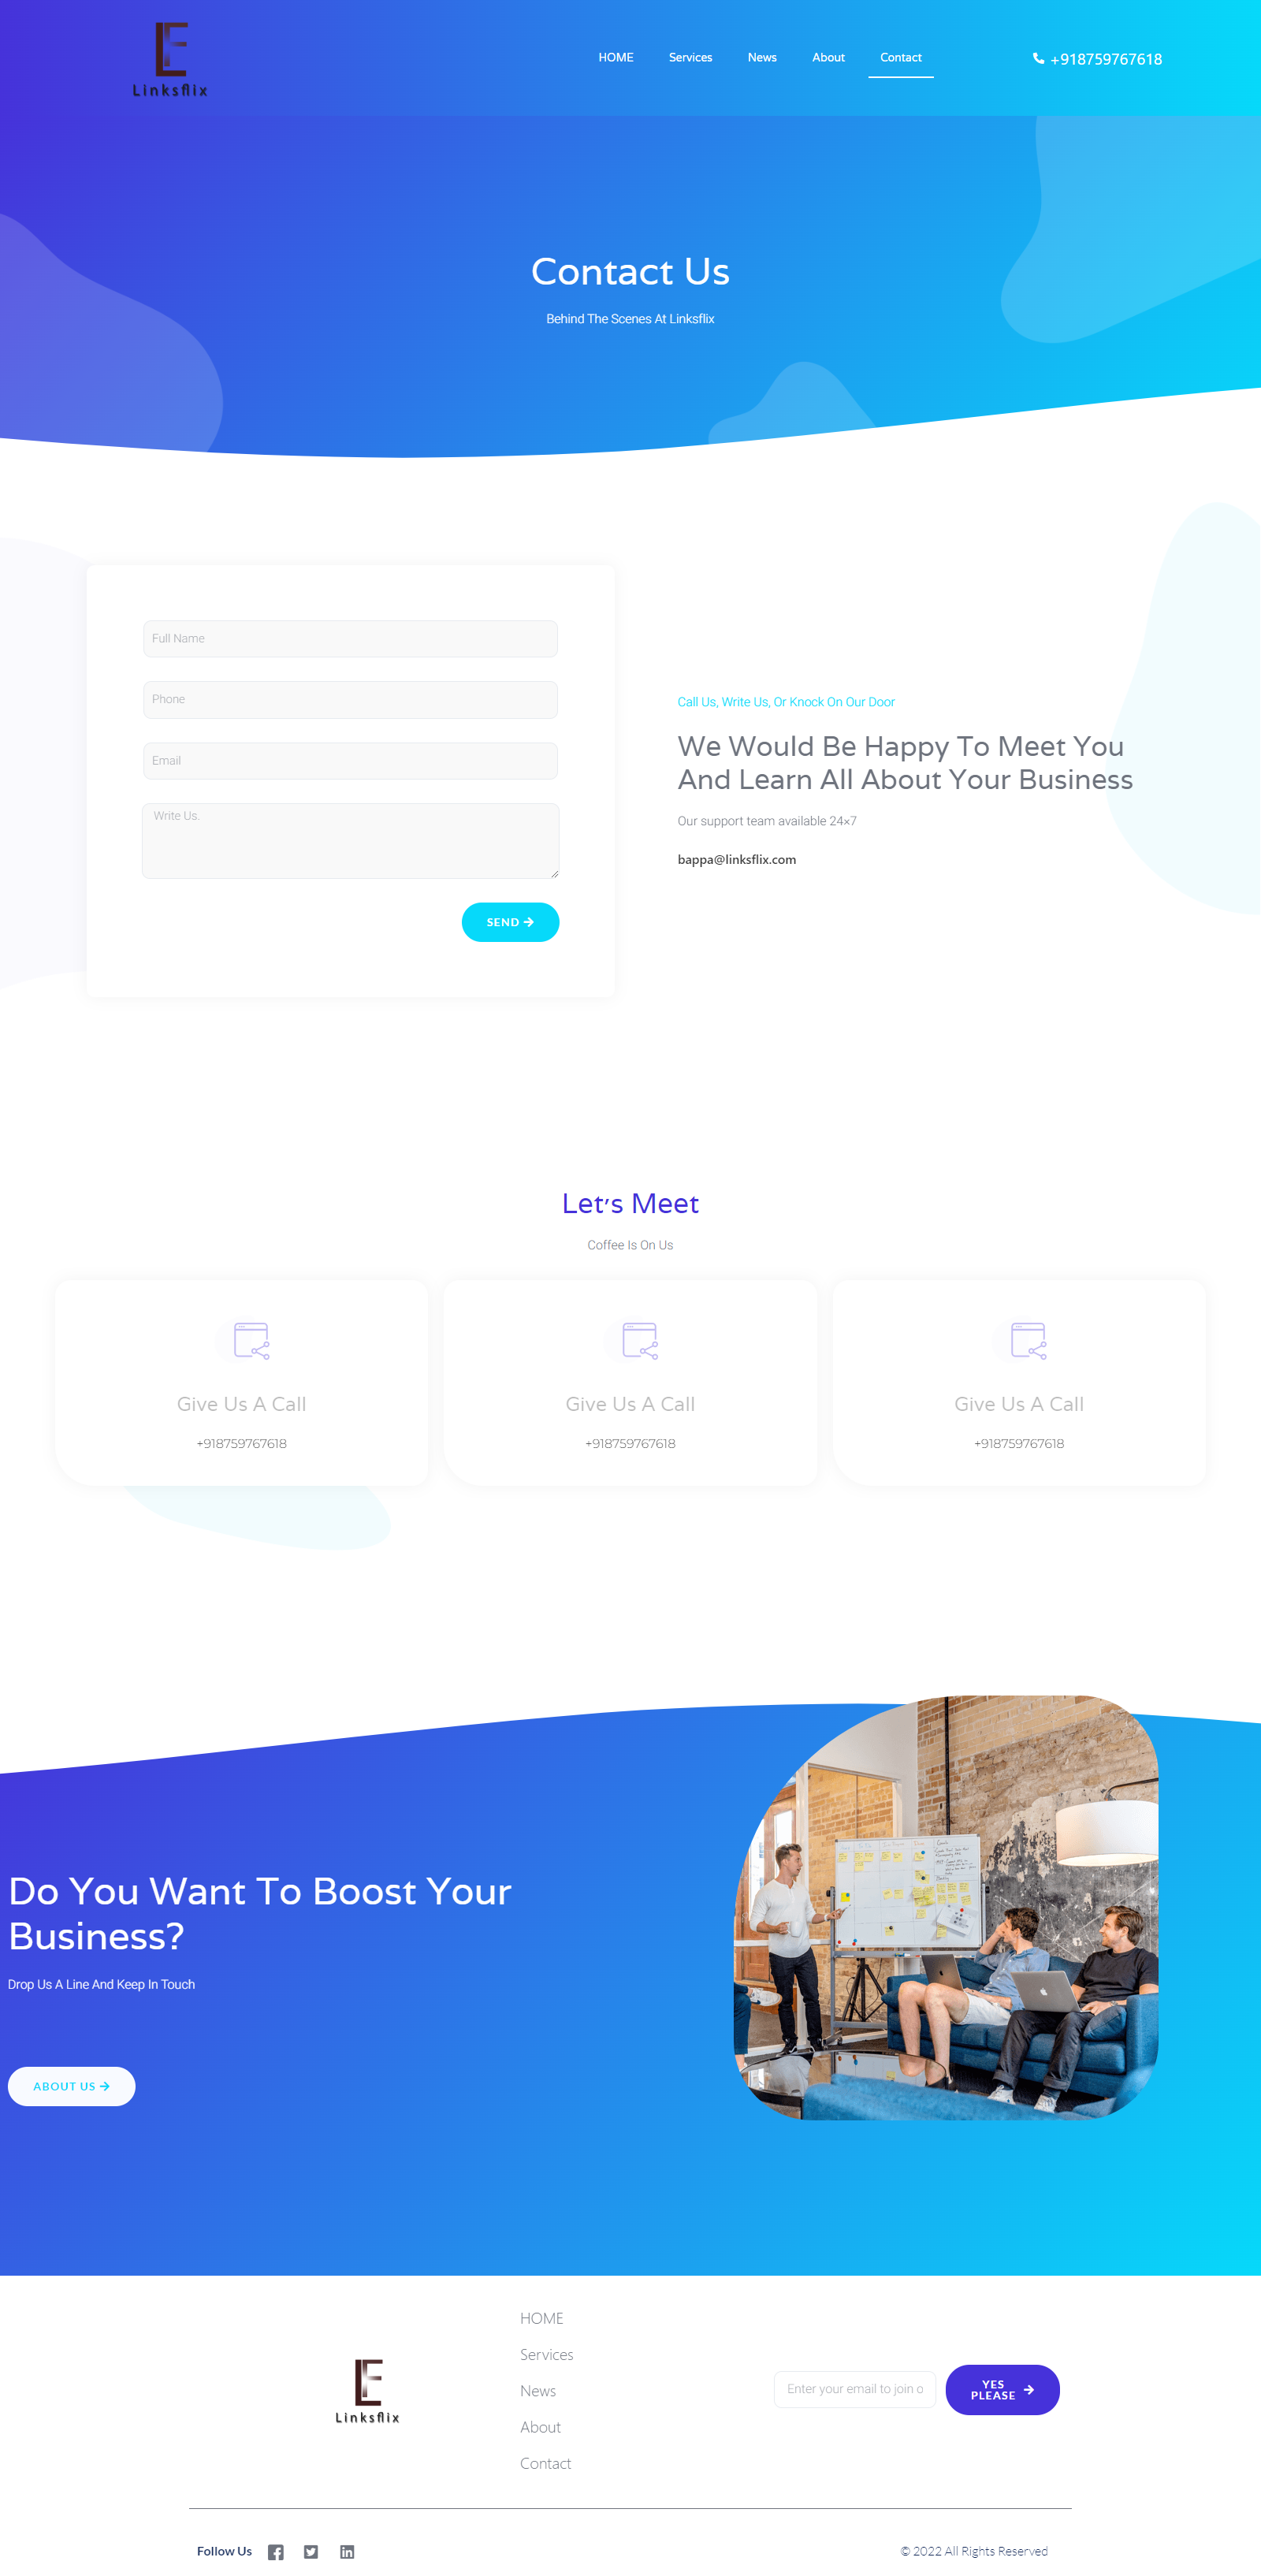 Linksflix
HOME
Services
News
About
Contact
+918759767618
Contact Us
Behind The Scenes At Linksflix
Full Name
Phone
Email
Write Us.
SEND
Call Us, Write Us, Or Knock On Our Door
We Would Be Happy To Meet You
And Learn All About Your Business
Our support team available 24×7
bappa@linksflix.com
Let's Meet
Coffee Is On Us
Give Us A Call
+918759767618
Give Us A Call
+918759767618
Give Us A Call
+918759767618
Do You Want To Boost Your
Business?
Drop Us A Line And Keep In Touch
ABOUT US
Linksflix
HOME
Services
News
About
Contact
Enter your email to join o
YES
PLEASE
Follow Us
© 2022 All Rights Reserved